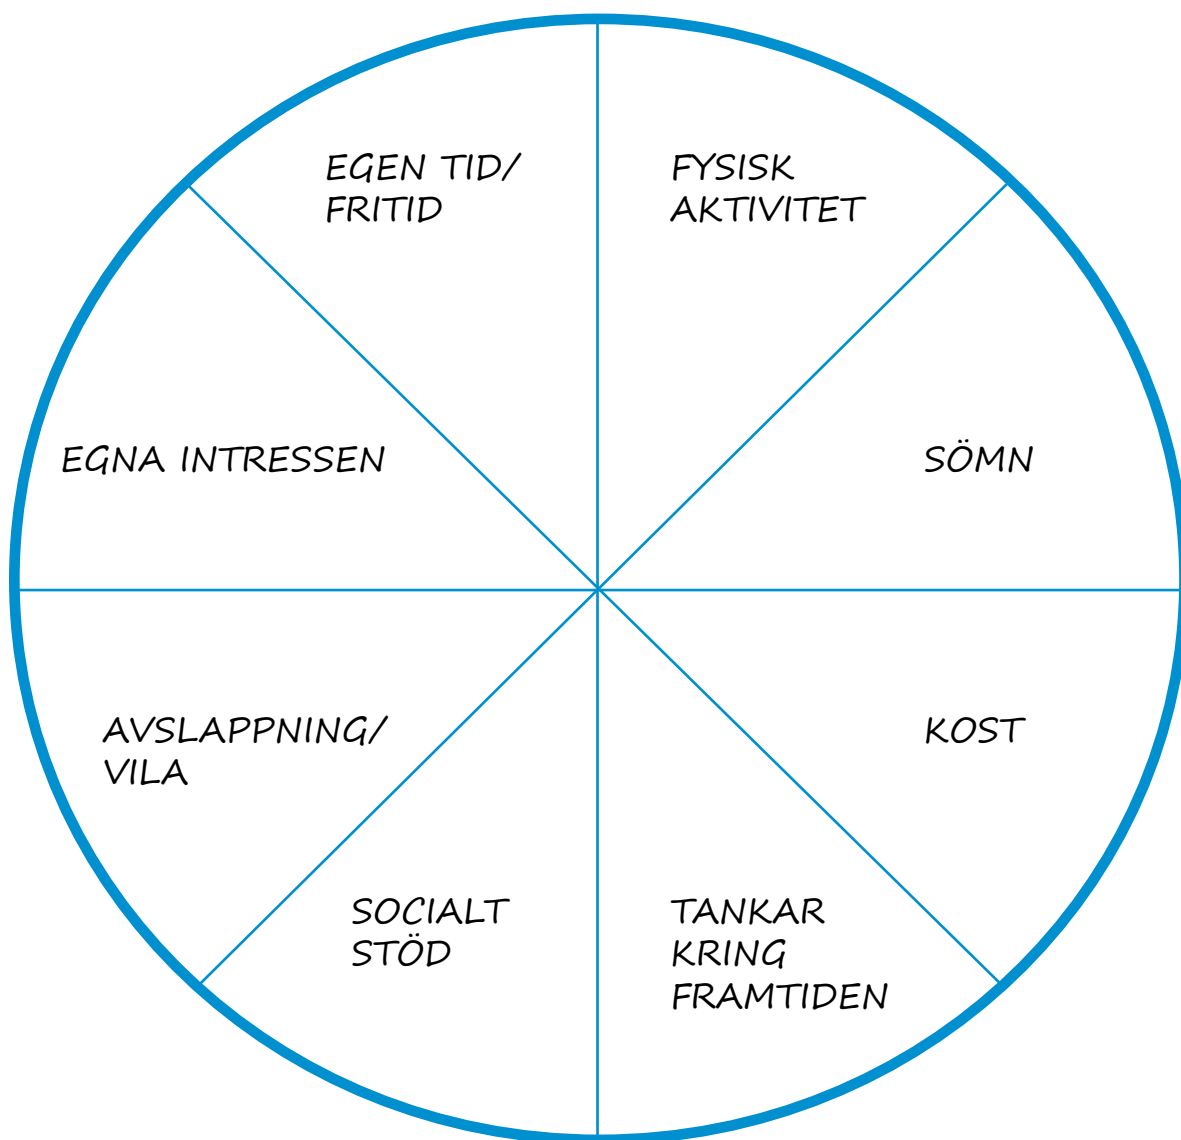 EGEN TID/
FRITID
FYSISK
AKTIVITET
EGNA INTRESSEN
SÖMN
AVSLAPPNING/
VILA
KOST
SOCIALT
STÖD
TANKAR
KRING
FRAMTIDEN